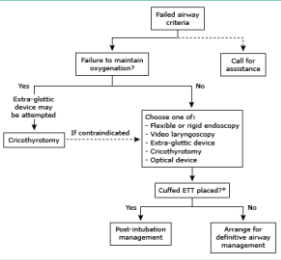 Failed airway
criteria
Failure to maintain
oxygenation?
Call for
assistance
Yes
No
Extra-glottic
device may
be attempted
Cricothyrotomy
If contraindicated
Choose one of:
- Flexible or rigid endoscopy
- Video laryngoscopy
- Extra-glottic device
- Cricothyrotomy
- Optical device
Cuffed ETT placed?*
Yes
No
Post-intubation
management
Arrange for
definitive airway
management